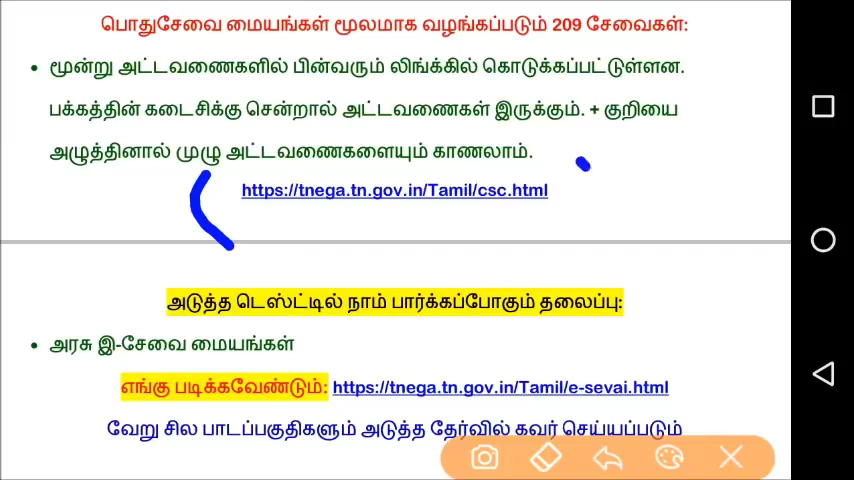 பொதுசேவை மையங்கள் மூலமாக வழங்கப்படும் 209 சேவைகள்:
• மூன்று அட்டவணைகளில் பின்வரும் லிங்க்கில் கொடுக்கப்பட்டுள்ளன.
பக்கத்தின் கடைசிக்கு சென்றால் அட்டவணைகள் இருக்கும். + குறியை
அழுத்தினால் முழு அட்டவணைகளையும் காணலாம்.
https://tnega.tn.gov.in/Tamil/csc.html
அடுத்த டெஸ்ட்டில் நாம் பார்க்கப்போகும் தலைப்பு:
• அரசு இ-சேவை மையங்கள்
எங்கு படிக்கவேண்டும்: https://tnega.tn.gov.in/Tamil/e-sevai.html
வேறு சில பாடப்பகுதிகளும் அடுத்த தேர்வில் கவர் செய்யப்படும்